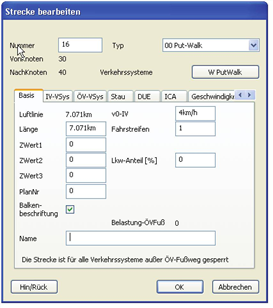 Strecke bearbeiten
Nummer 16 Typ 00 Put-Walk
VonKnoten 30
NachKnoten 40 Verkehrssysteme W PutWalk
Basis IV-VSys ÖV-VSys Stau DUE ICA Geschwindigke
Luftlinie 7.071km v0-IV 4km/h
Länge 7.071km Fahrstreifen 1
ZWert1 0
ZWert2 0 Lkw-Anteil [%] 0
ZWert3 0
PlanNr 0
Balken-
beschriftung
Belastung-ÖVFuß 0
Name
Die Strecke ist für alle Verkehrssysteme außer ÖV-Fußweg gesperrt
Hin/Rück OK Abbrechen